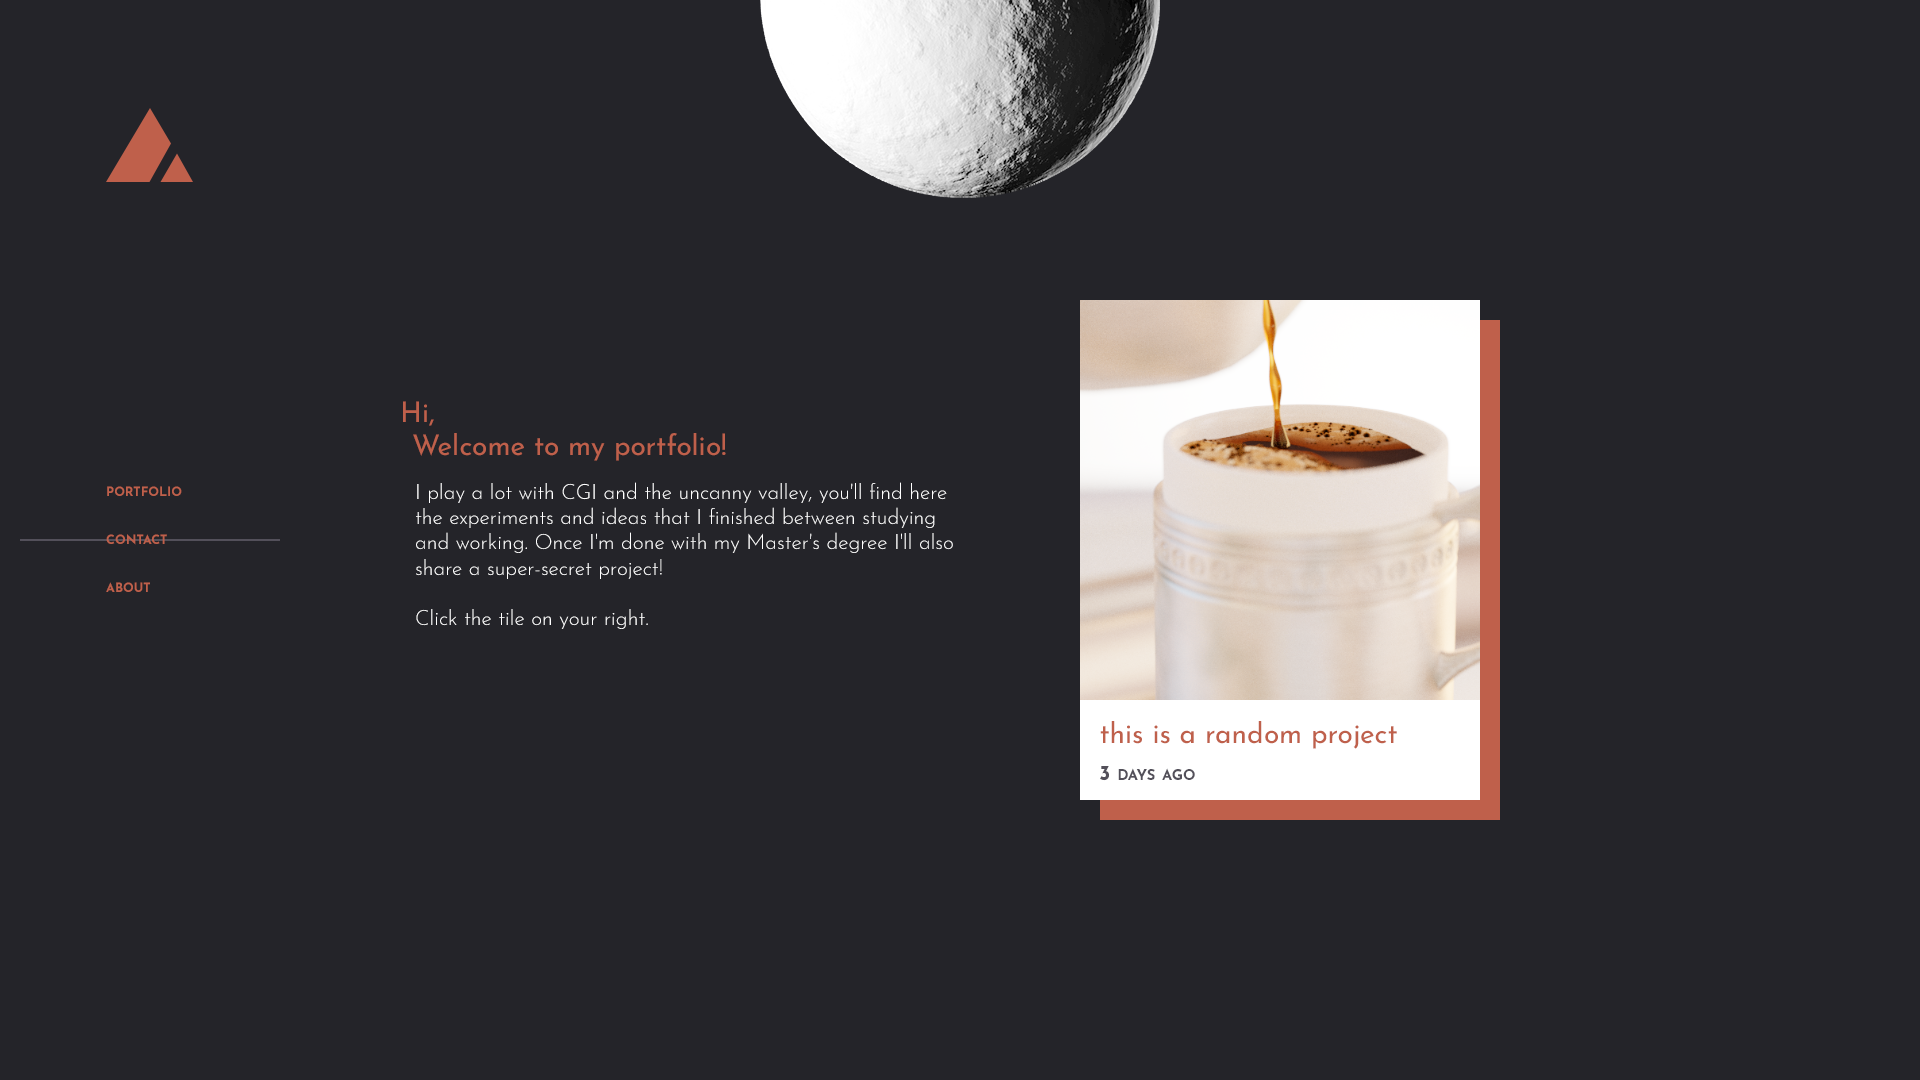 PORTFOLIO
CONTACT
ABOUT
Hi,
Welcome to my portfolio!
I play a lot with CGI and the uncanny valley, you'll find here
the experiments and ideas that I finished between studying
and working. Once I'm done with my Master's degree I'll also
share a super-secret project!
Click the tile on your right.
this is a random project
3 DAYS AGO